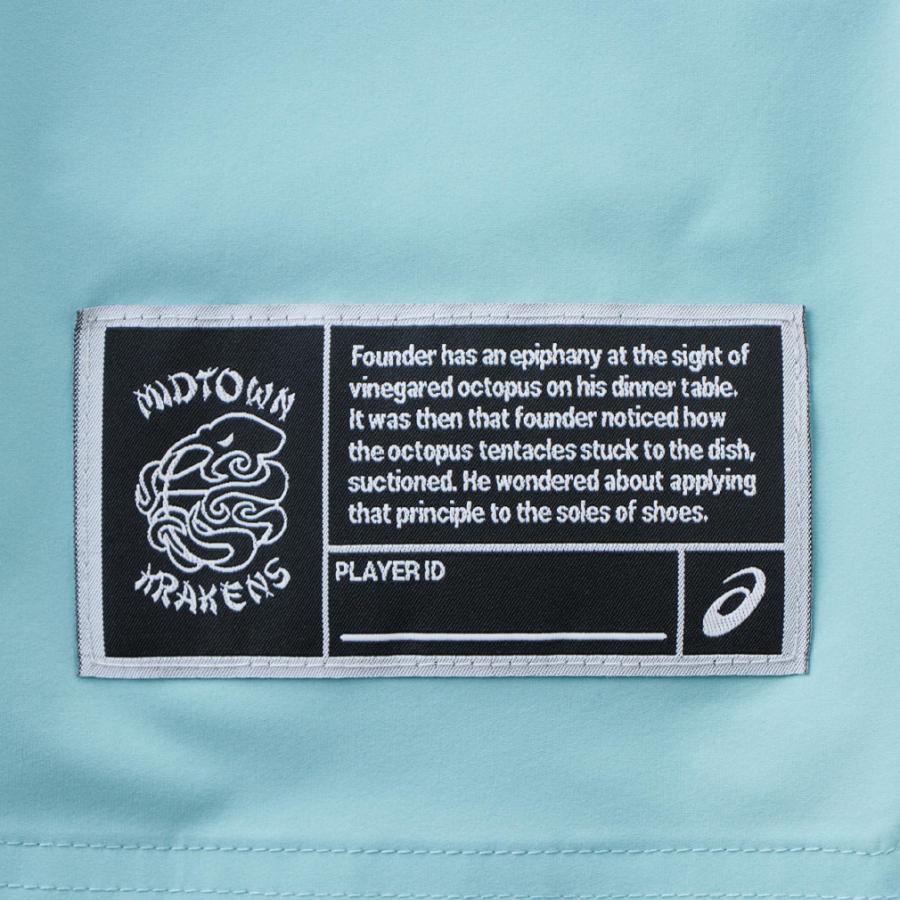 MIDTOWN
KRAKENS
Founder has an epiphany at the sight of
vinegared octopus on his dinner table.
It was then that founder noticed how
the octopus tentacles stuck to the dish,
suctioned. He wondered about applying
that principle to the soles of shoes.
PLAYER ID